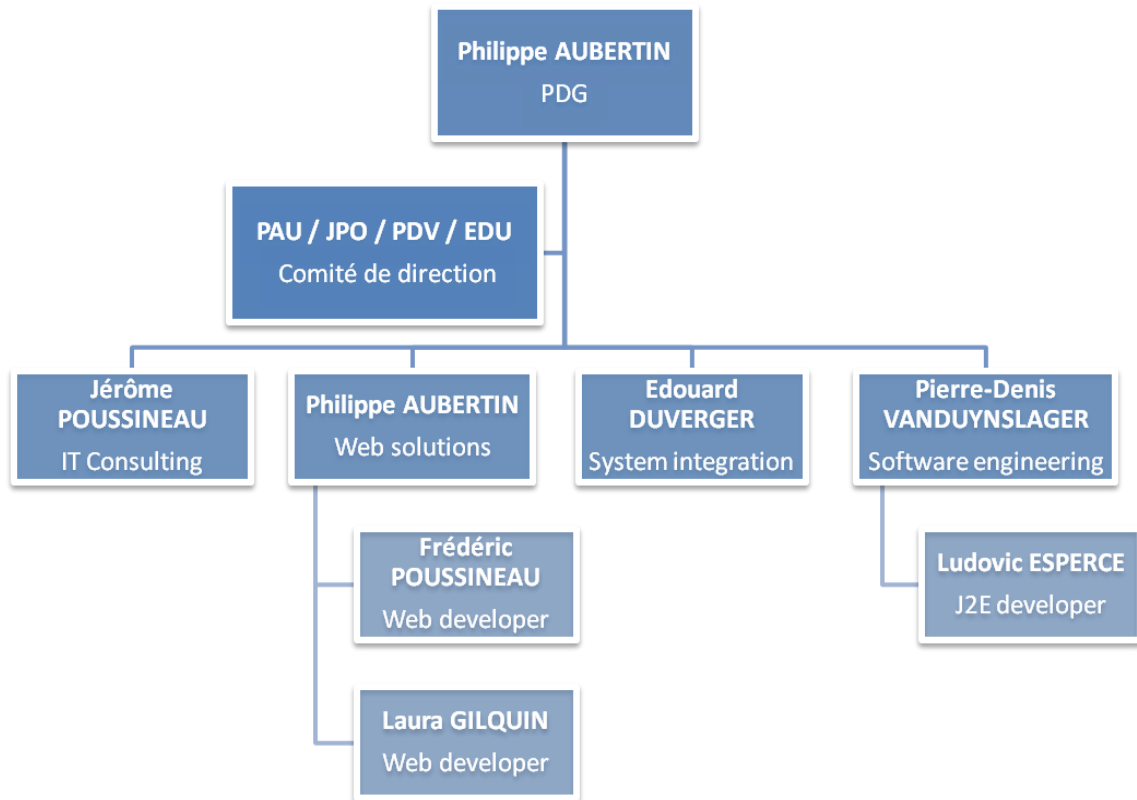 Philippe AUBERTIN
PDG
PAU / JPO / PDV / EDU
Comité de direction
Jérôme
POUSSINEAU
IT Consulting
Philippe AUBERTIN
Web solutions
Edouard
DUVERGER
System integration
Pierre-Denis
VANDUYNSLAGER
Software engineering
Frédéric
POUSSINEAU
Web developer
Ludovic ESPERCE
J2E developer
Laura GILQUIN
Web developer